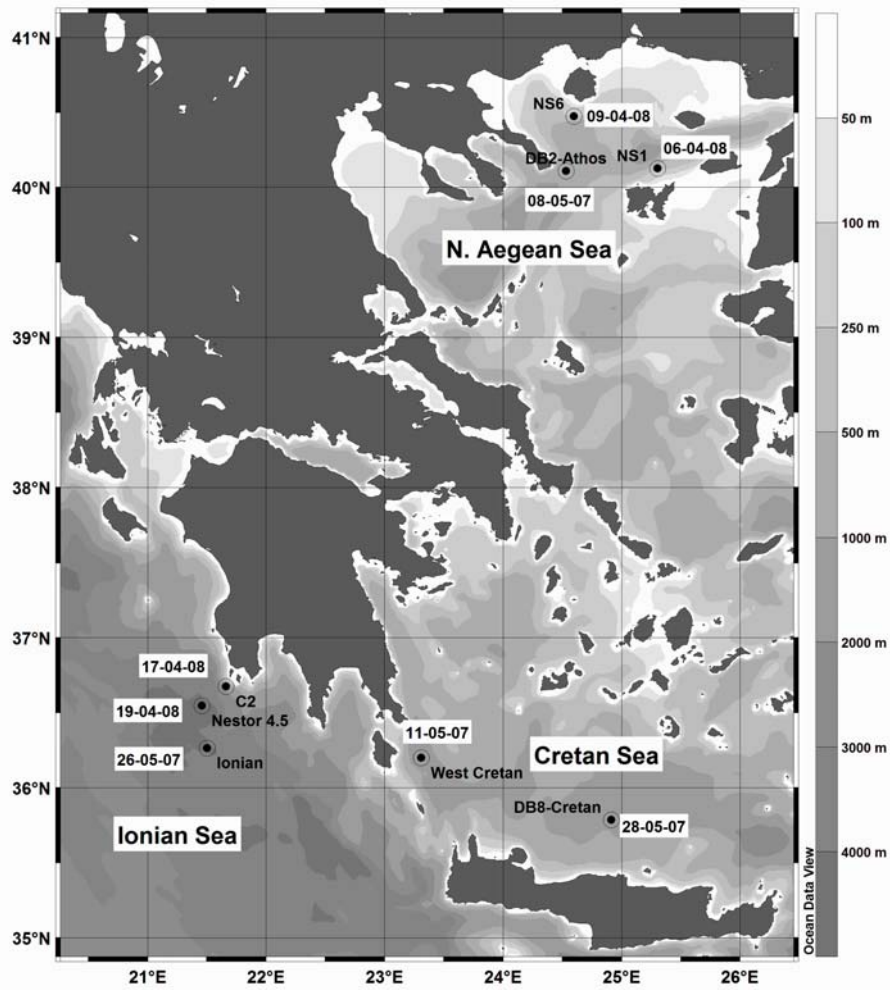 41°N
40°N
39°N
38°N
37°N
36°N
35°N
NS6
09-04-08
06-04-08
DB2-Athos
NS1
08-05-07
N. Aegean Sea
17-04-08
C2
19-04-08
Nestor 4.5
26-05-07
Ionian
11-05-07
West Cretan
Cretan Sea
DB8-Cretan
28-05-07
Ionian Sea
21°E
22°E
23°E
24°E
25°E
26°E
50 m
100 m
250 m
500 m
1000 m
2000 m
3000 m
4000 m
Ocean Data View